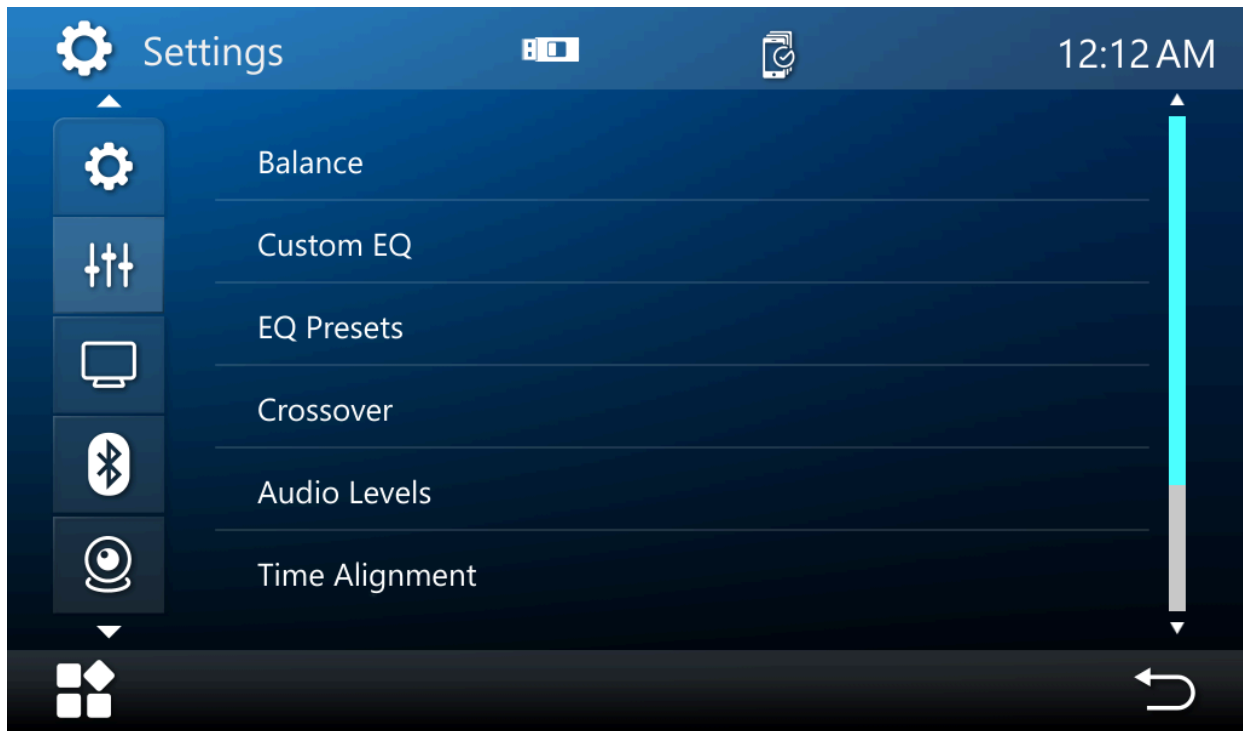 Settings
12:12 AM
Balance
Custom EQ
EQ Presets
Crossover
Audio Levels
Time Alignment